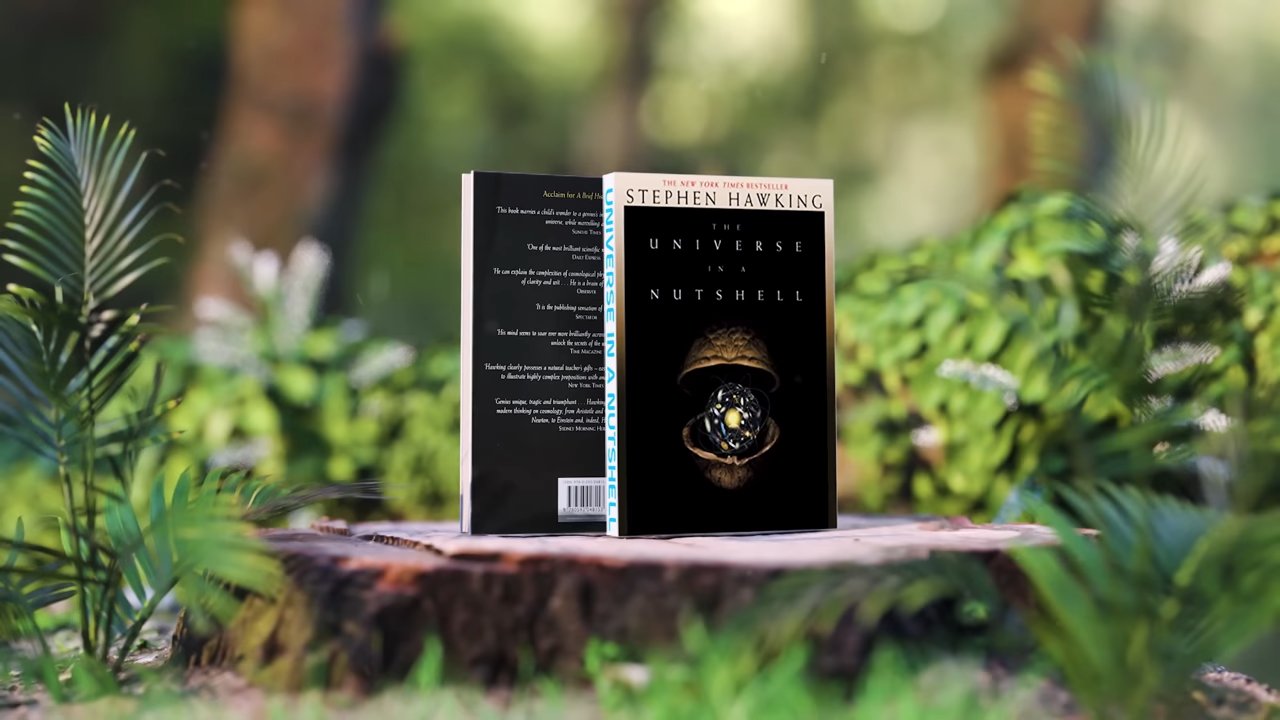 Acclaim for A Brief
'This book marries a child's wonder to a genius's
universe, while marvelling
SUNDAY TIMES
'One of the most brilliant scientific
DAILY EXPRESS
'He can explain the complexities of cosmological
of clarity and wit . . . He is a brain
OBSERVER
'It is the publishing sensation of
SPECTATOR
'His mind seems to soar ever more brilliantly
unlock the secrets of the
TIME MAGAZINE
'Hawking clearly possesses a natural teacher's gifts –
to illustrate highly complex propositions with
NEW YORK TIMES
'Genius unique, tragic and triumphant . . . Hawking
modern thinking on cosmology, from Aristotle and
Newton, to Einstein and, indeed,
SYDNEY MORNING
UNIVERSE IN A NUTSHELL
THE NEW YORK TIMES BESTSELLER
STEPHEN HAWKING
THE
UNIVERSE
IN A
NUTSHELL